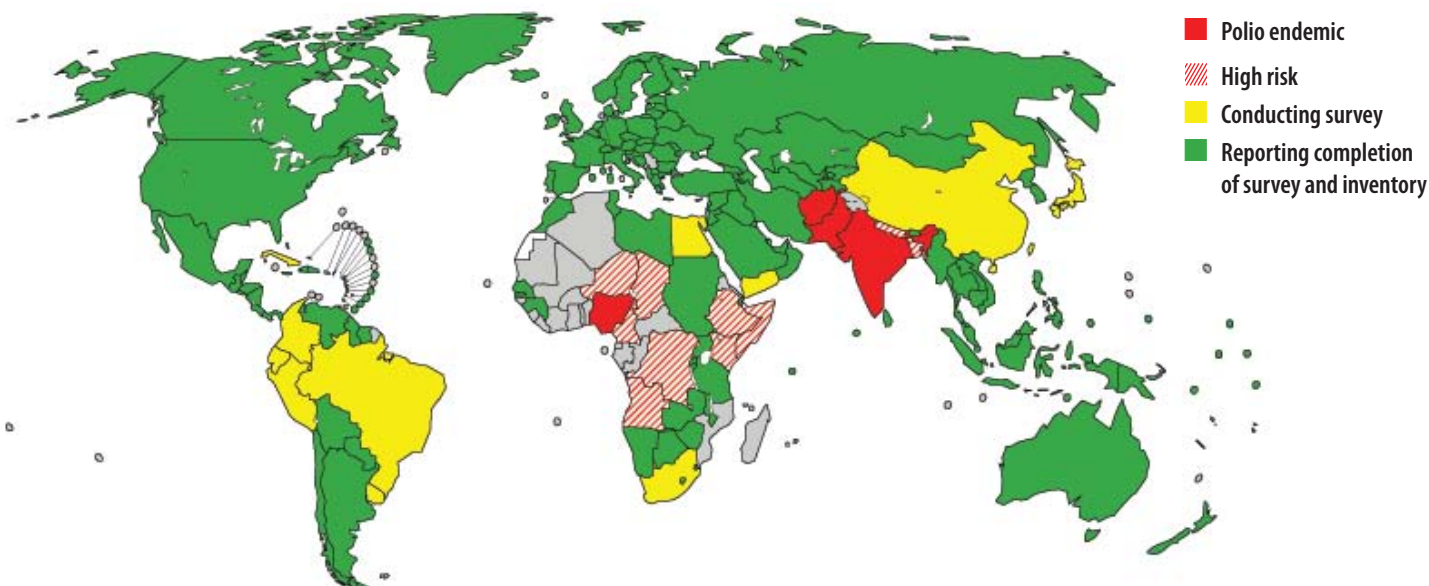 Polio endemic
High risk
Conducting survey
Reporting completion
of survey and inventory